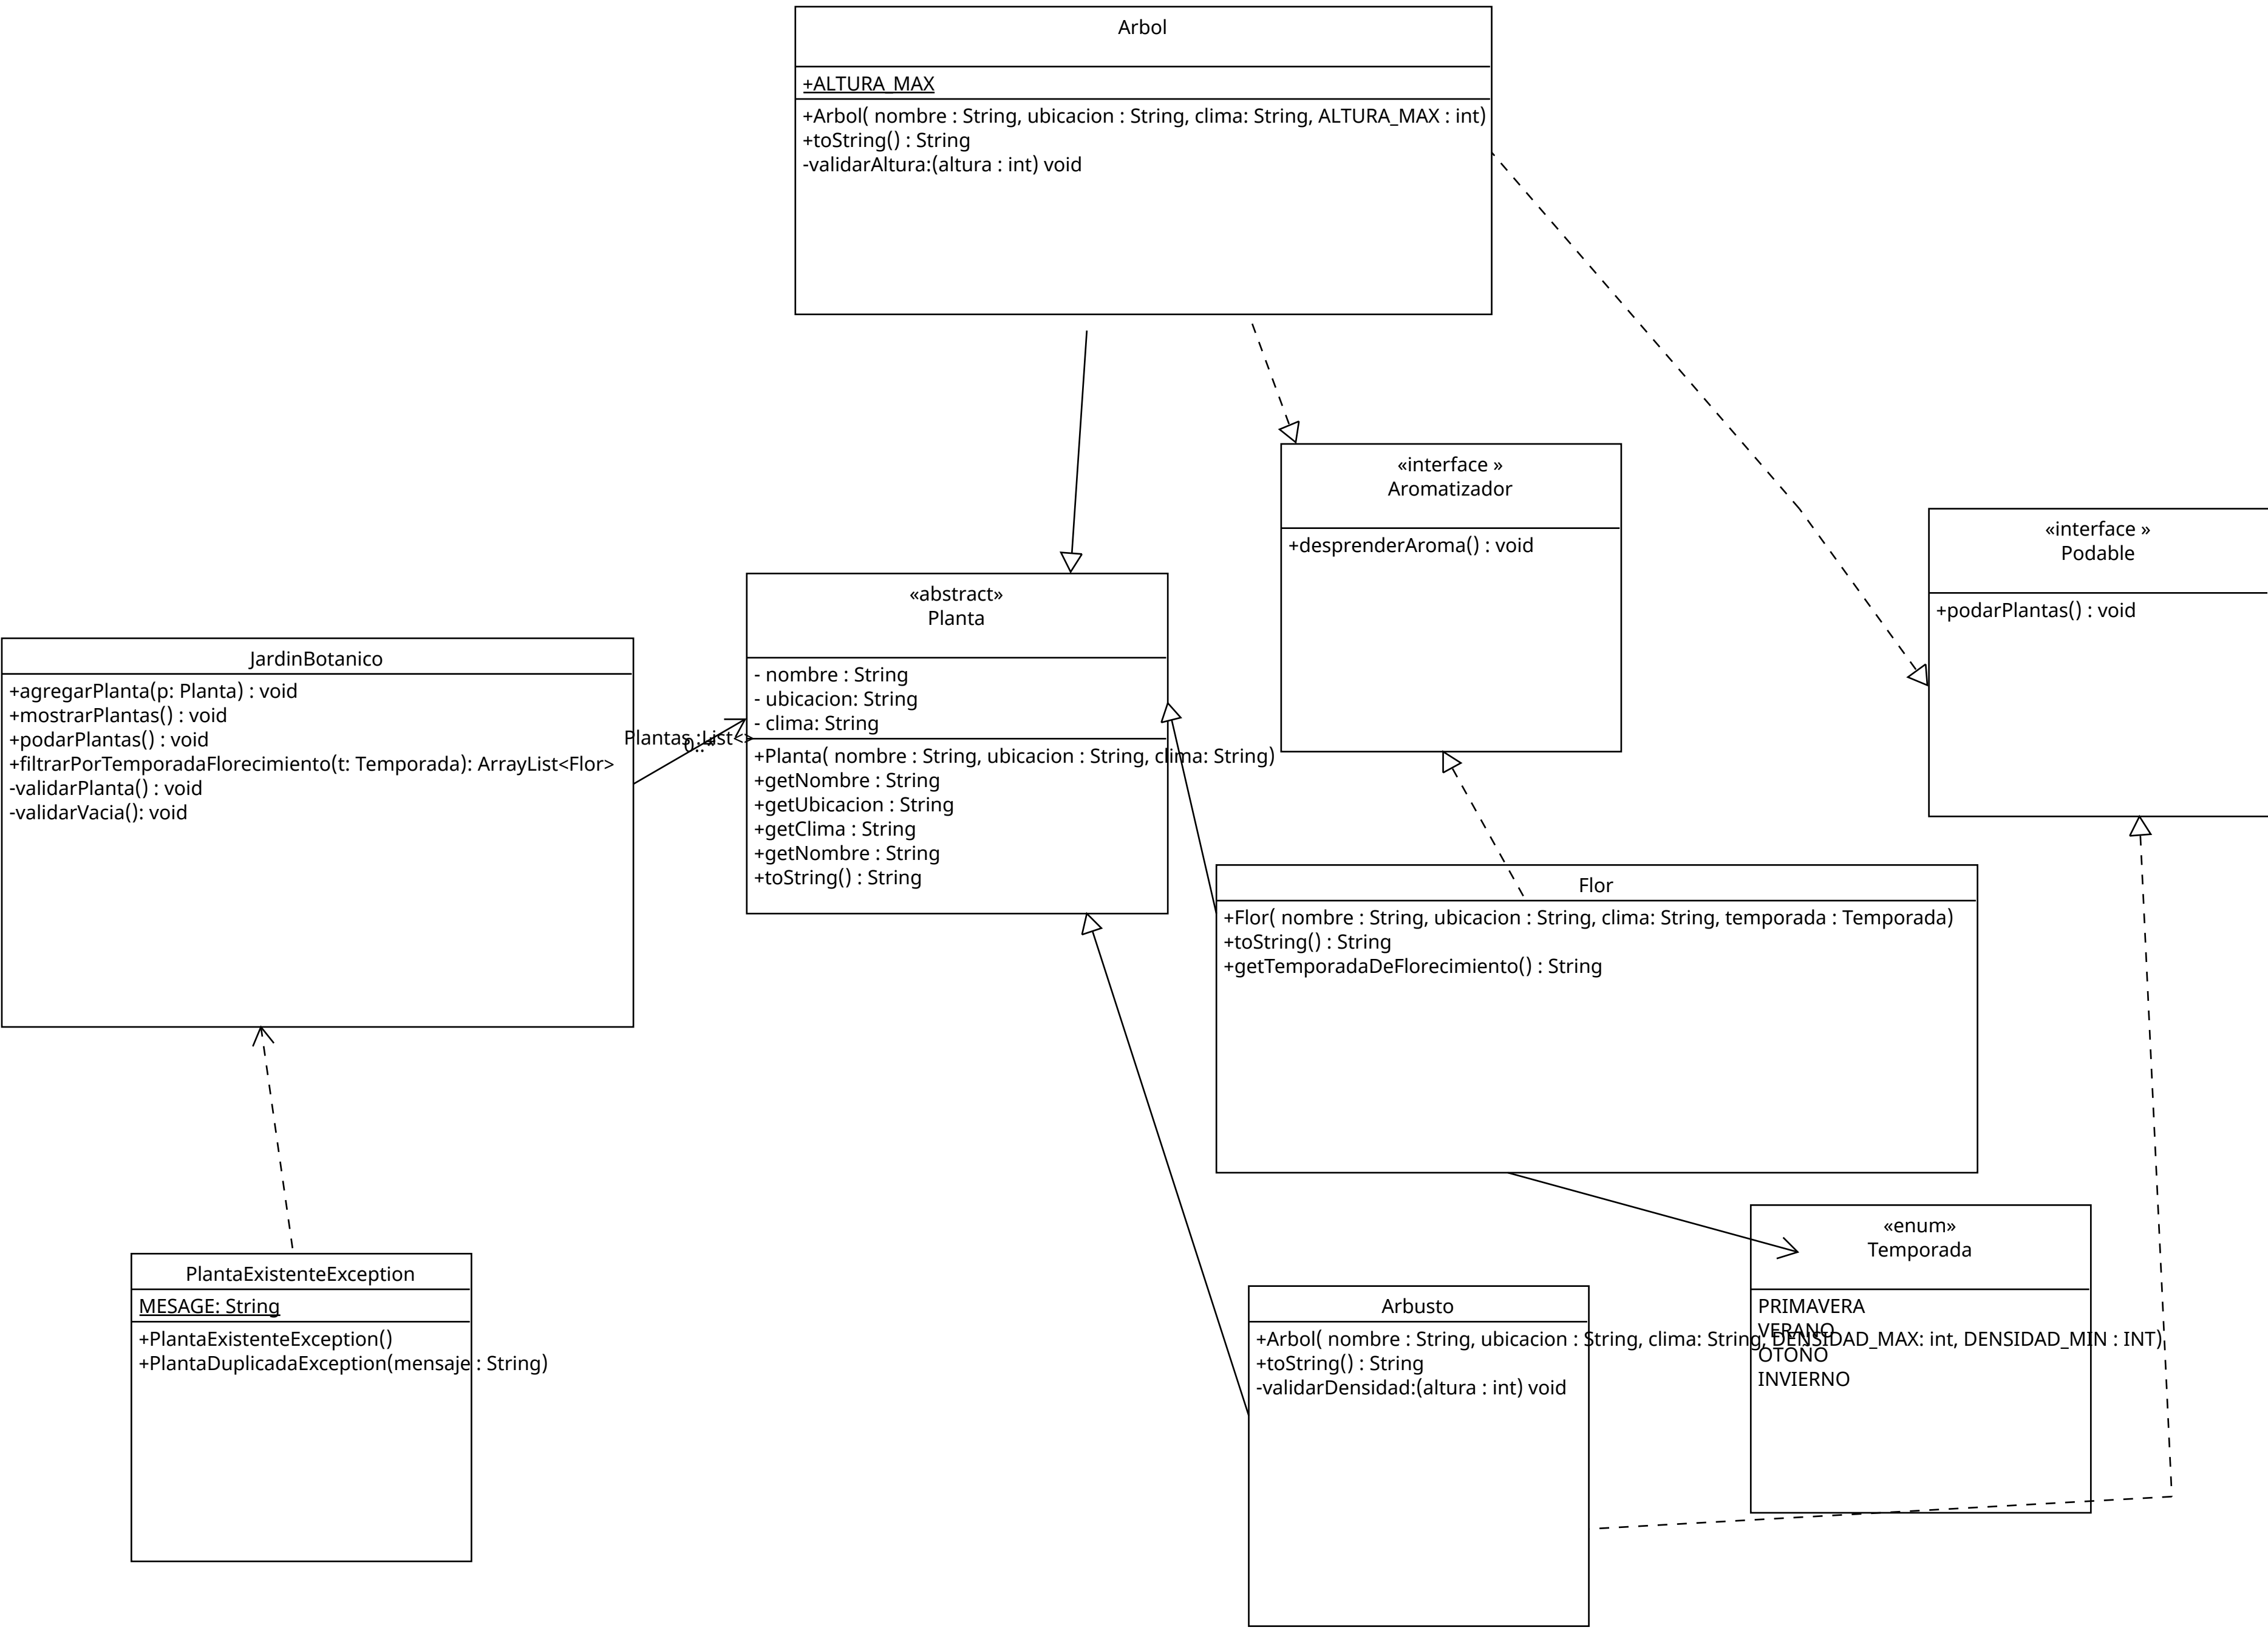 Arbol
+ALTURA_MAX
+Arbol( nombre : String, ubicacion : String, clima: String, ALTURA_MAX : int)
+toString() : String
-validarAltura:(altura : int) void
«interface »
Aromatizador
+desprenderAroma() : void
«interface »
Podable
+podarPlantas() : void
«abstract»
Planta
- nombre : String
- ubicacion: String
- clima: String
+Planta( nombre : String, ubicacion : String, clima: String)
+getNombre : String
+getUbicacion : String
+getClima : String
+getNombre : String
+toString() : String
JardinBotanico
+agregarPlanta(p: Planta) : void
+mostrarPlantas() : void
+podarPlantas() : void
+filtrarPorTemporadaFlorecimiento(t: Temporada): ArrayList<Flor>
-validarPlanta() : void
-validarVacia(): void
Plantas :List<>
0..*
Flor
+Flor( nombre : String, ubicacion : String, clima: String, temporada : Temporada)
+toString() : String
+getTemporadaDeFlorecimiento() : String
PlantaExistenteException
MESAGE: String
+PlantaExistenteException()
+PlantaDuplicadaException(mensaje : String)
Arbusto
+Arbol( nombre : String, ubicacion : String, clima: String, DENSIDAD_MAX: int, DENSIDAD_MIN : INT)
+toString() : String
-validarDensidad:(altura : int) void
«enum»
Temporada
PRIMAVERA
VERANO
OTOÑO
INVIERNO